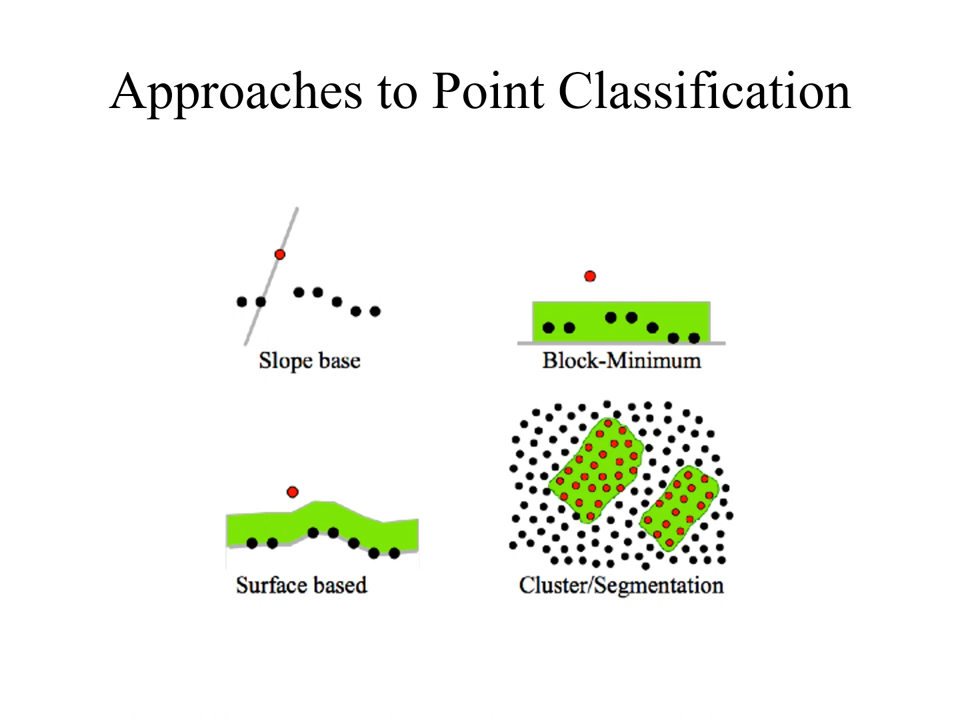 Approaches to Point Classification
Slope base
Block-Minimum
Surface based
Cluster/Segmentation